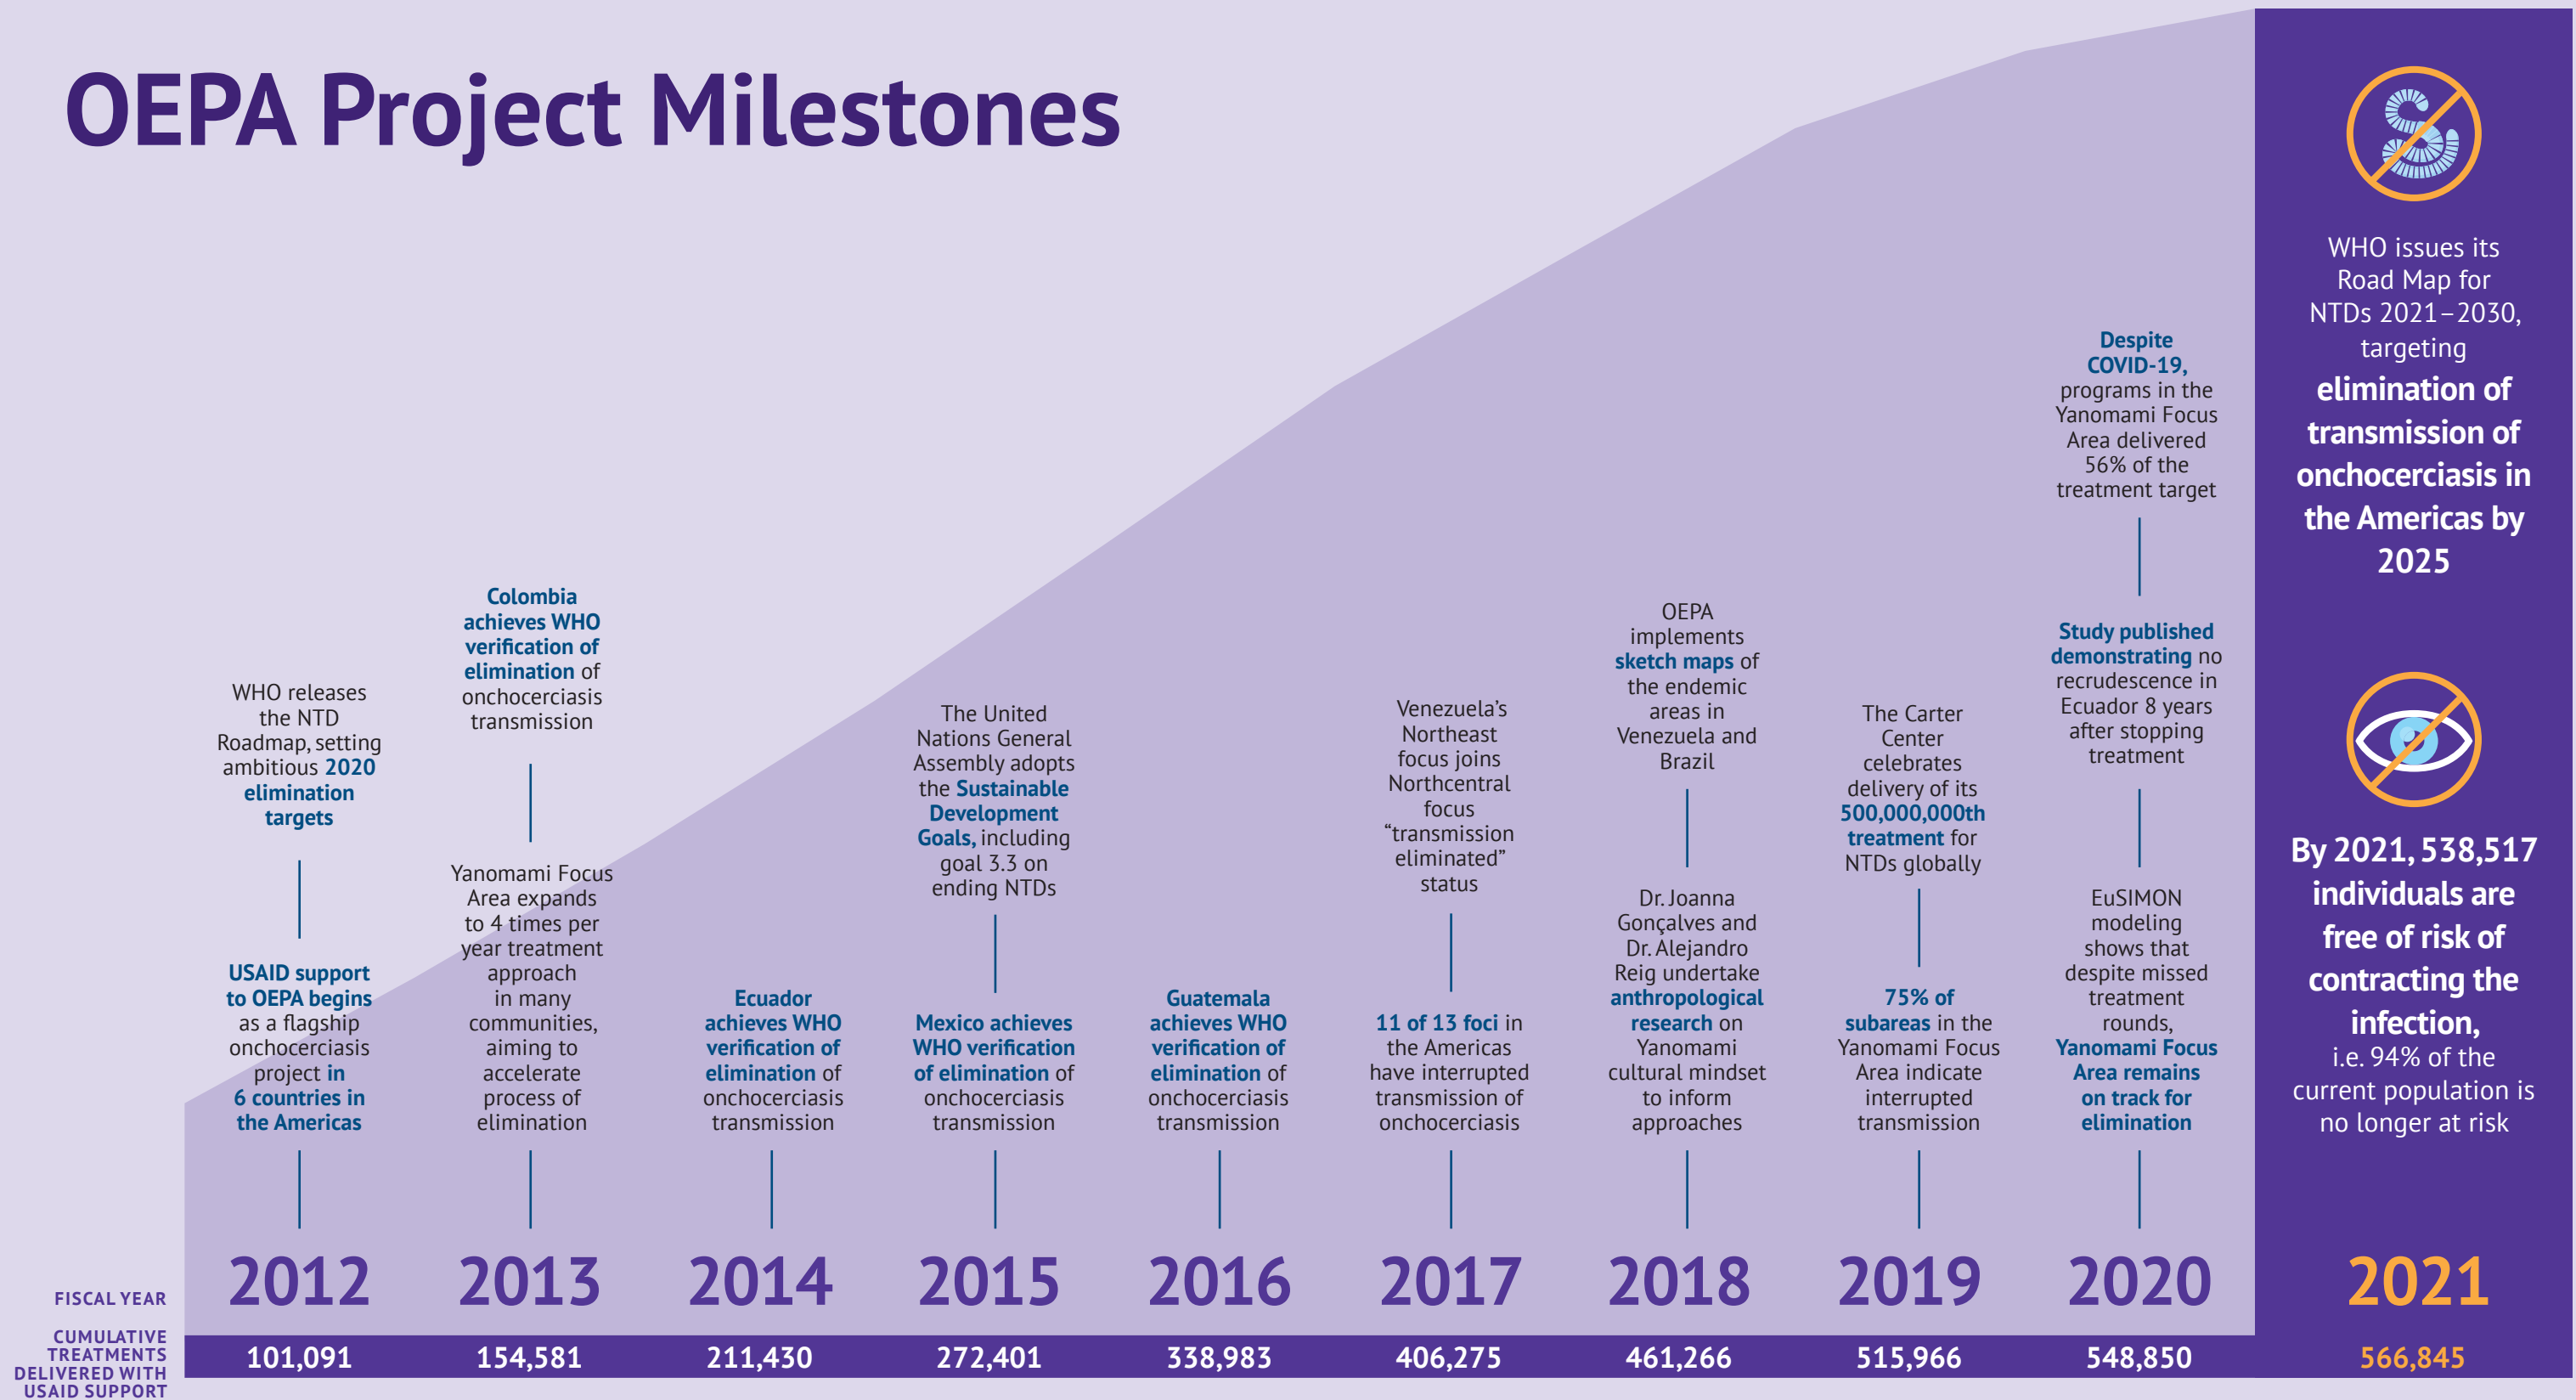 OEPA Project Milestones
WHO releases
the NTD
Roadmap, setting
ambitious 2020
elimination
targets
USAID support
to OEPA begins
as a flagship
onchocerciasis
project in
6 countries in
the Americas
Colombia
achieves WHO
verification of
elimination of
onchocerciasis
transmission
Yanomami Focus
Area expands
to 4 times per
year treatment
approach
in many
communities,
aiming to
accelerate
process of
elimination
Ecuador
achieves WHO
verification of
elimination of
onchocerciasis
transmission
The United
Nations General
Assembly adopts
the Sustainable
Development
Goals, including
goal 3.3 on
ending NTDs
Mexico achieves
WHO verification
of elimination of
onchocerciasis
transmission
Guatemala
achieves WHO
verification of
elimination of
onchocerciasis
transmission
Venezuela’s
Northeast
focus joins
Northcentral
focus
“transmission
eliminated”
status
11 of 13 foci in
the Americas
have interrupted
transmission of
onchocerciasis
OEPA
implements
sketch maps of
the endemic
areas in
Venezuela and
Brazil
Dr. Joanna
Gonçalves and
Dr. Alejandro
Reig undertake
anthropological
research on
Yanomami
cultural mindset
to inform
approaches
The Carter
Center
celebrates
delivery of its
500,000,000th
treatment for
NTDs globally
75% of
subareas in the
Yanomami Focus
Area indicate
interrupted
transmission
Despite
COVID-19,
programs in the
Yanomami Focus
Area delivered
56% of the
treatment target
Study published
demonstrating no
recrudescence in
Ecuador 8 years
after stopping
treatment
EuSIMON
modeling
shows that
despite missed
treatment
rounds,
Yanomami Focus
Area remains
on track for
elimination
WHO issues its
Road Map for
NTDs 2021–2030,
targeting
elimination of
transmission of
onchocerciasis in
the Americas by
2025
By 2021, 538,517
individuals are
free of risk of
contracting the
infection,
i.e. 94% of the
current population is
no longer at risk
FISCAL YEAR
2012 2013 2014 2015 2016 2017 2018 2019 2020 2021
CUMULATIVE
TREATMENTS
DELIVERED WITH
USAID SUPPORT
101,091 154,581 211,430 272,401 338,983 406,275 461,266 515,966 548,850 566,845